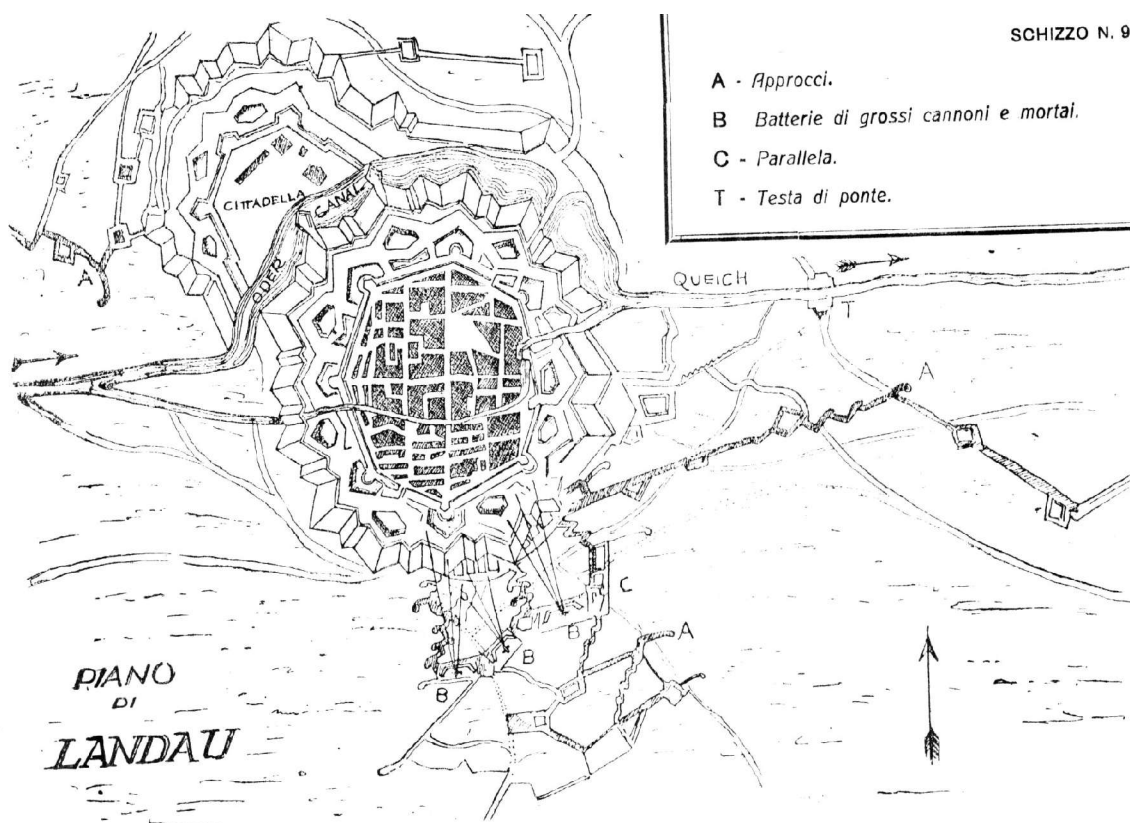 SCHIZZO N. 9
A - Approcci.
B Batterie di grossi cannoni e mortai.
C - Parallela.
T - Testa di ponte.
CITTADELLA
CANAL
ODER
QUEICH
T
A
A
C
B
A
B
B
PIANO
DI
LANDAU